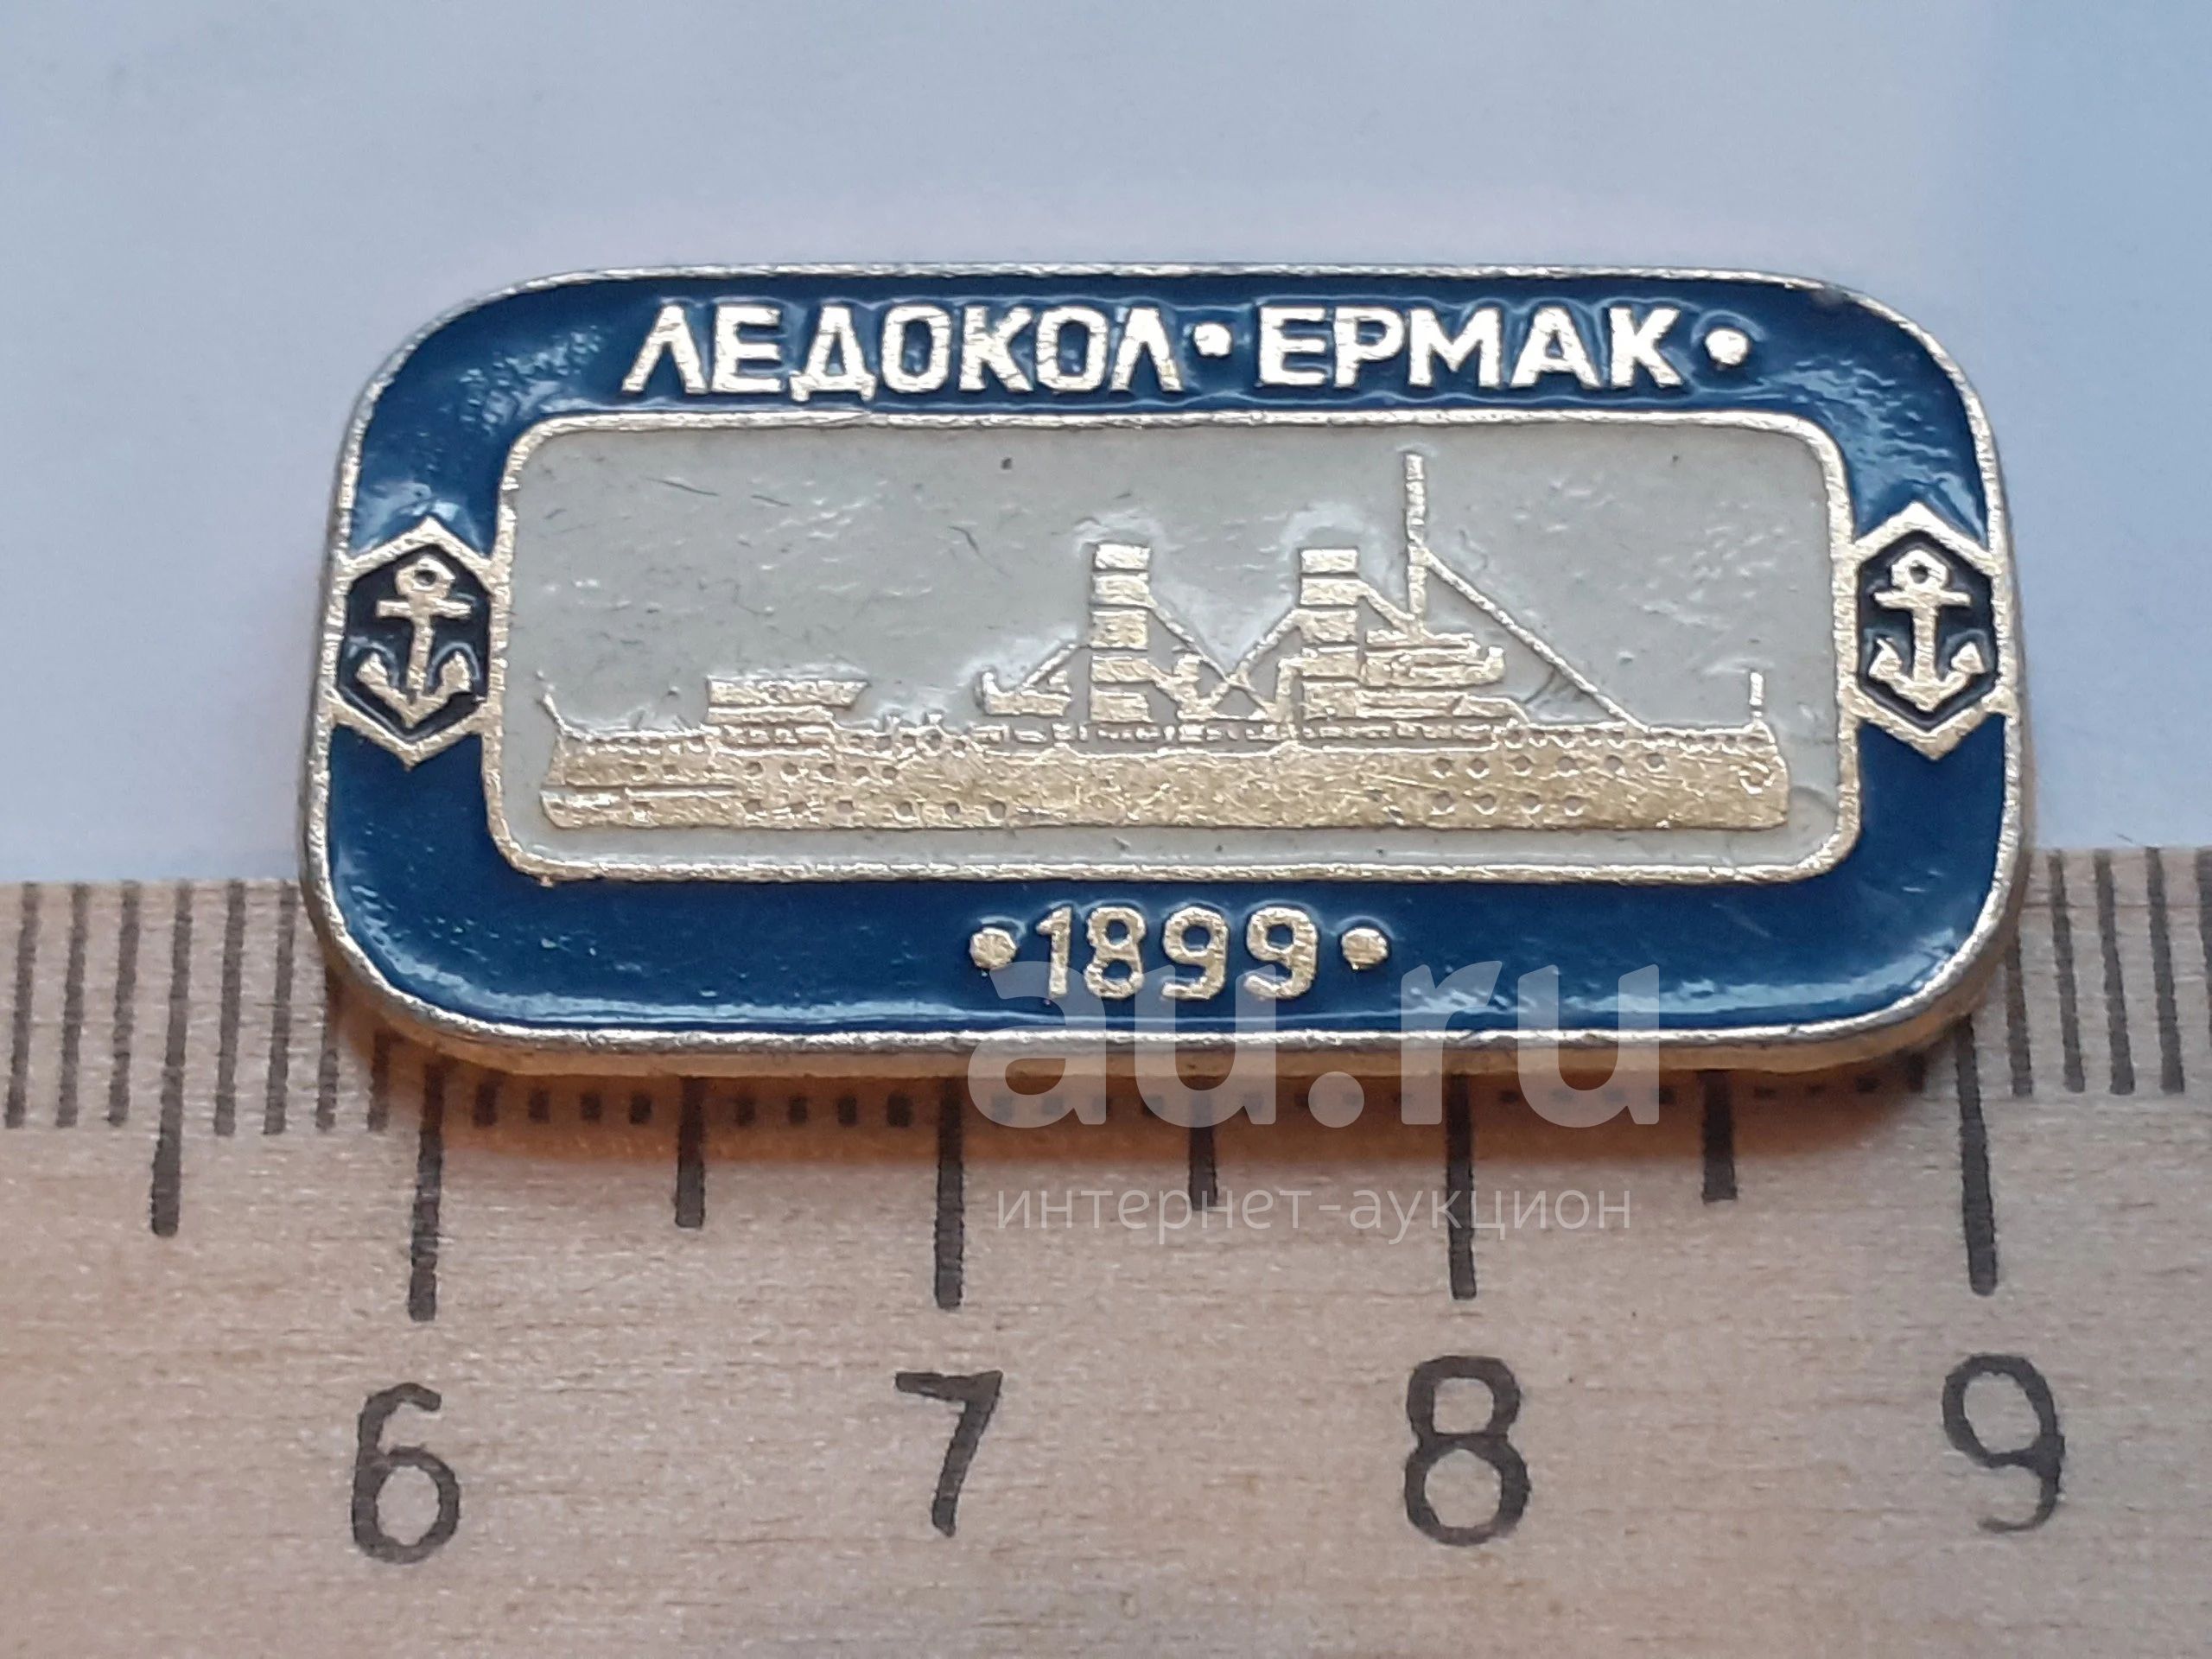 ЛЕДОКОЛ•ЕРМАК•
•1899•
au.ru
интернет-аукцион
6 7 8 9